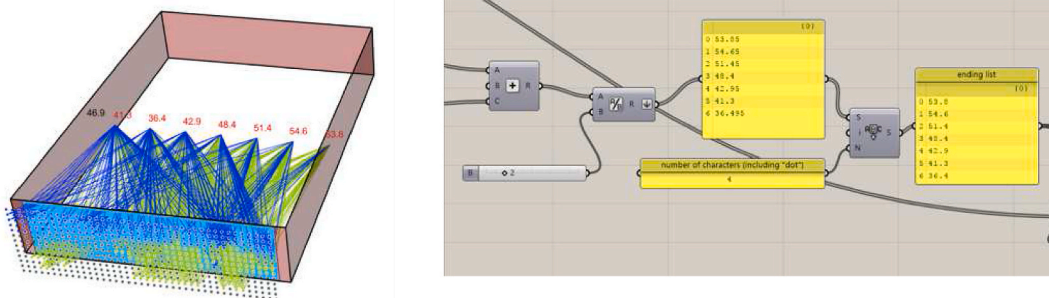 46.9
41.3
36.4
42.9
48.4
51.4
54.6
53.8
A
B
C
R
A
B
A/B
R
B
2
{0}
0 53.85
1 54.65
2 51.45
3 48.4
4 42.95
5 41.3
6 36.495
number of characters (including "dot")
4
S
i
N
S
ending list
{0}
0 53.8
1 54.6
2 51.4
3 48.4
4 42.9
5 41.3
6 36.4